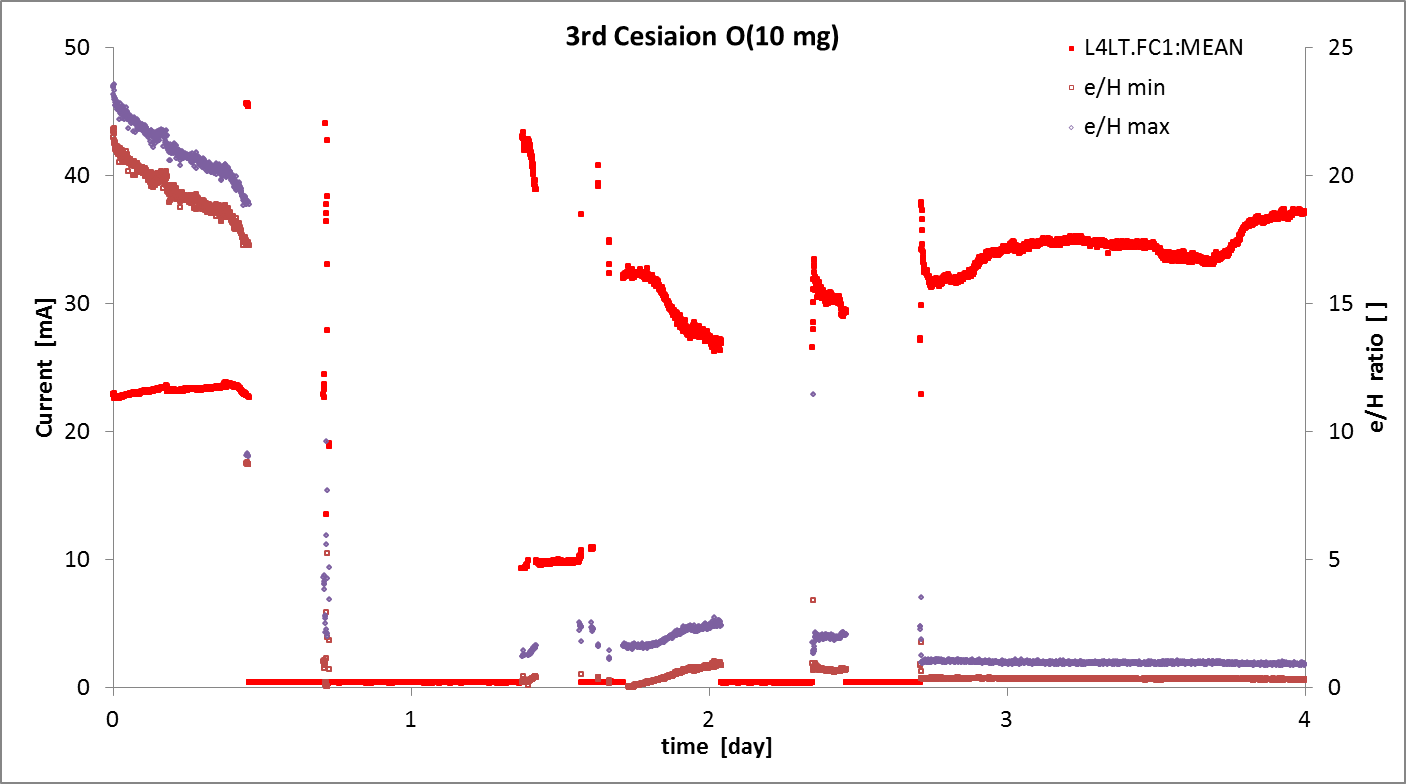 3rd Cesiaion O(10 mg)
L4LT.FC1:MEAN
e/H min
e/H max
50
40
30
20
10
0
Current [mA]
25
20
15
10
5
0
e/H ratio [ ]
0 1 2 3 4
time [day]